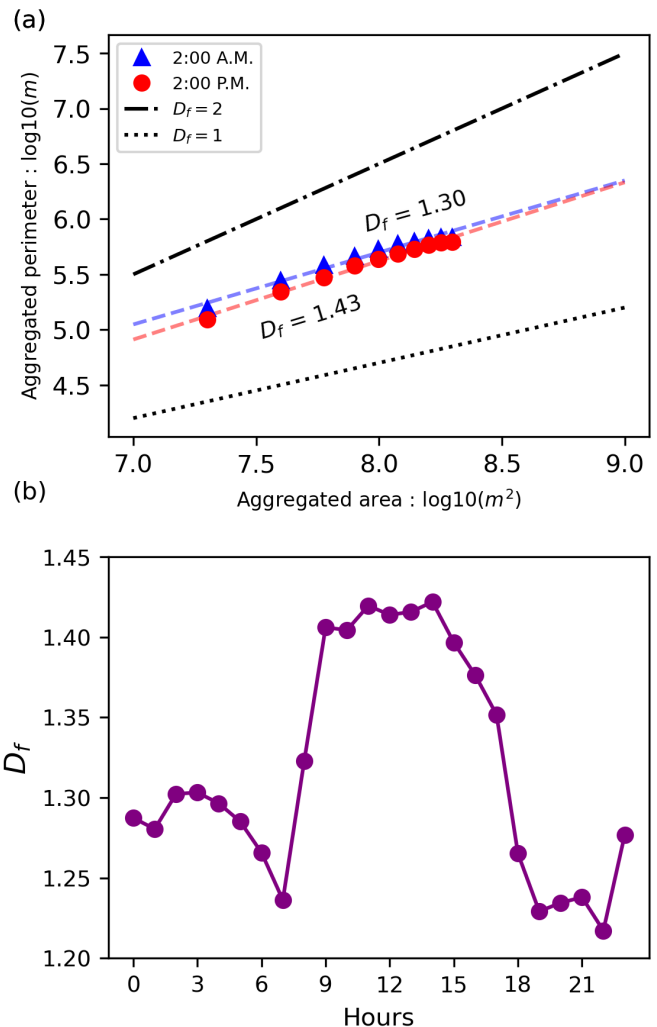 (a)
7.5
7.0
6.5
6.0
5.5
5.0
4.5
Aggregated perimeter : log10(m)
2:00 A.M.
2:00 P.M.
D_f = 2
D_f = 1
D_f = 1.30
D_f = 1.43
7.0 7.5 8.0 8.5 9.0
Aggregated area : log10(m²)
(b)
1.45
1.40
1.35
1.30
1.25
1.20
D_f
0 3 6 9 12 15 18 21
Hours